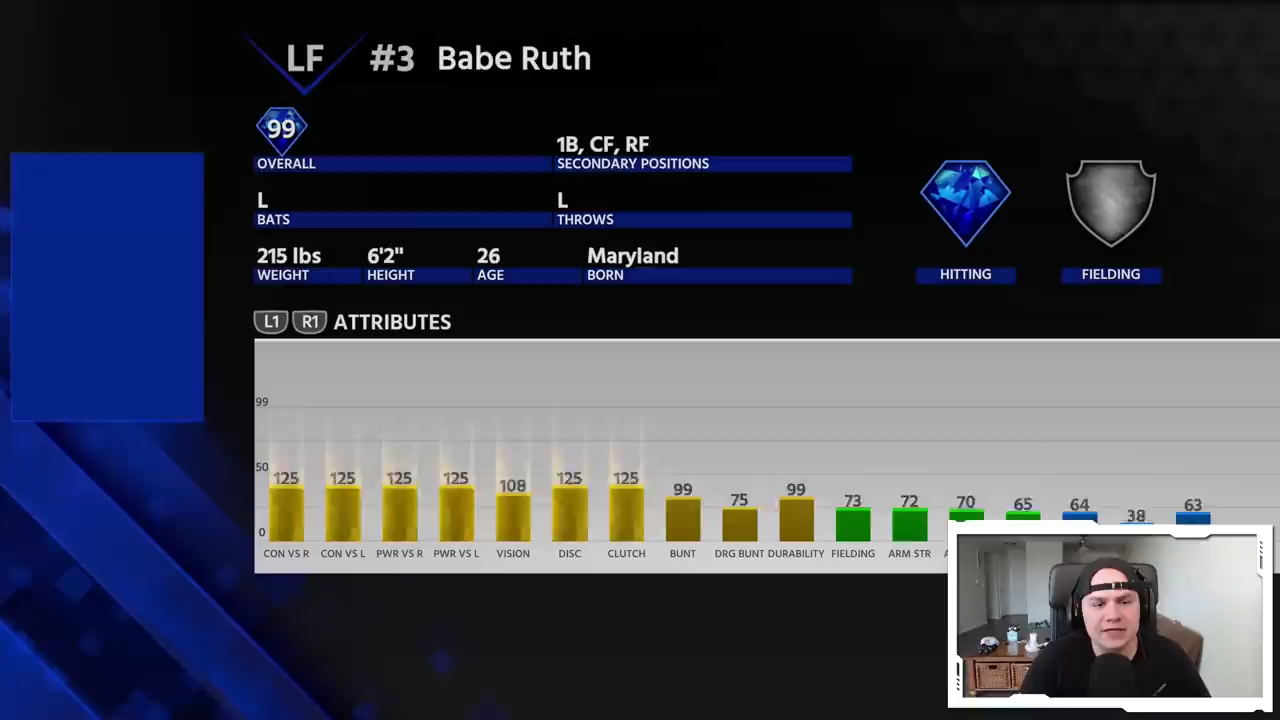 LF #3 Babe Ruth
99
OVERALL
1B, CF, RF
SECONDARY POSITIONS
L
BATS
L
THROWS
215 lbs
WEIGHT
6'2"
HEIGHT
26
AGE
Maryland
BORN
HITTING
FIELDING
L1 R1 ATTRIBUTES
99
50
0
125 125 125 125 108 125 125 99 75 99 73 72 70 65 64 38 63
CON VS R CON VS L PWR VS R PWR VS L VISION DISC CLUTCH BUNT DRG BUNT DURABILITY FIELDING ARM STR